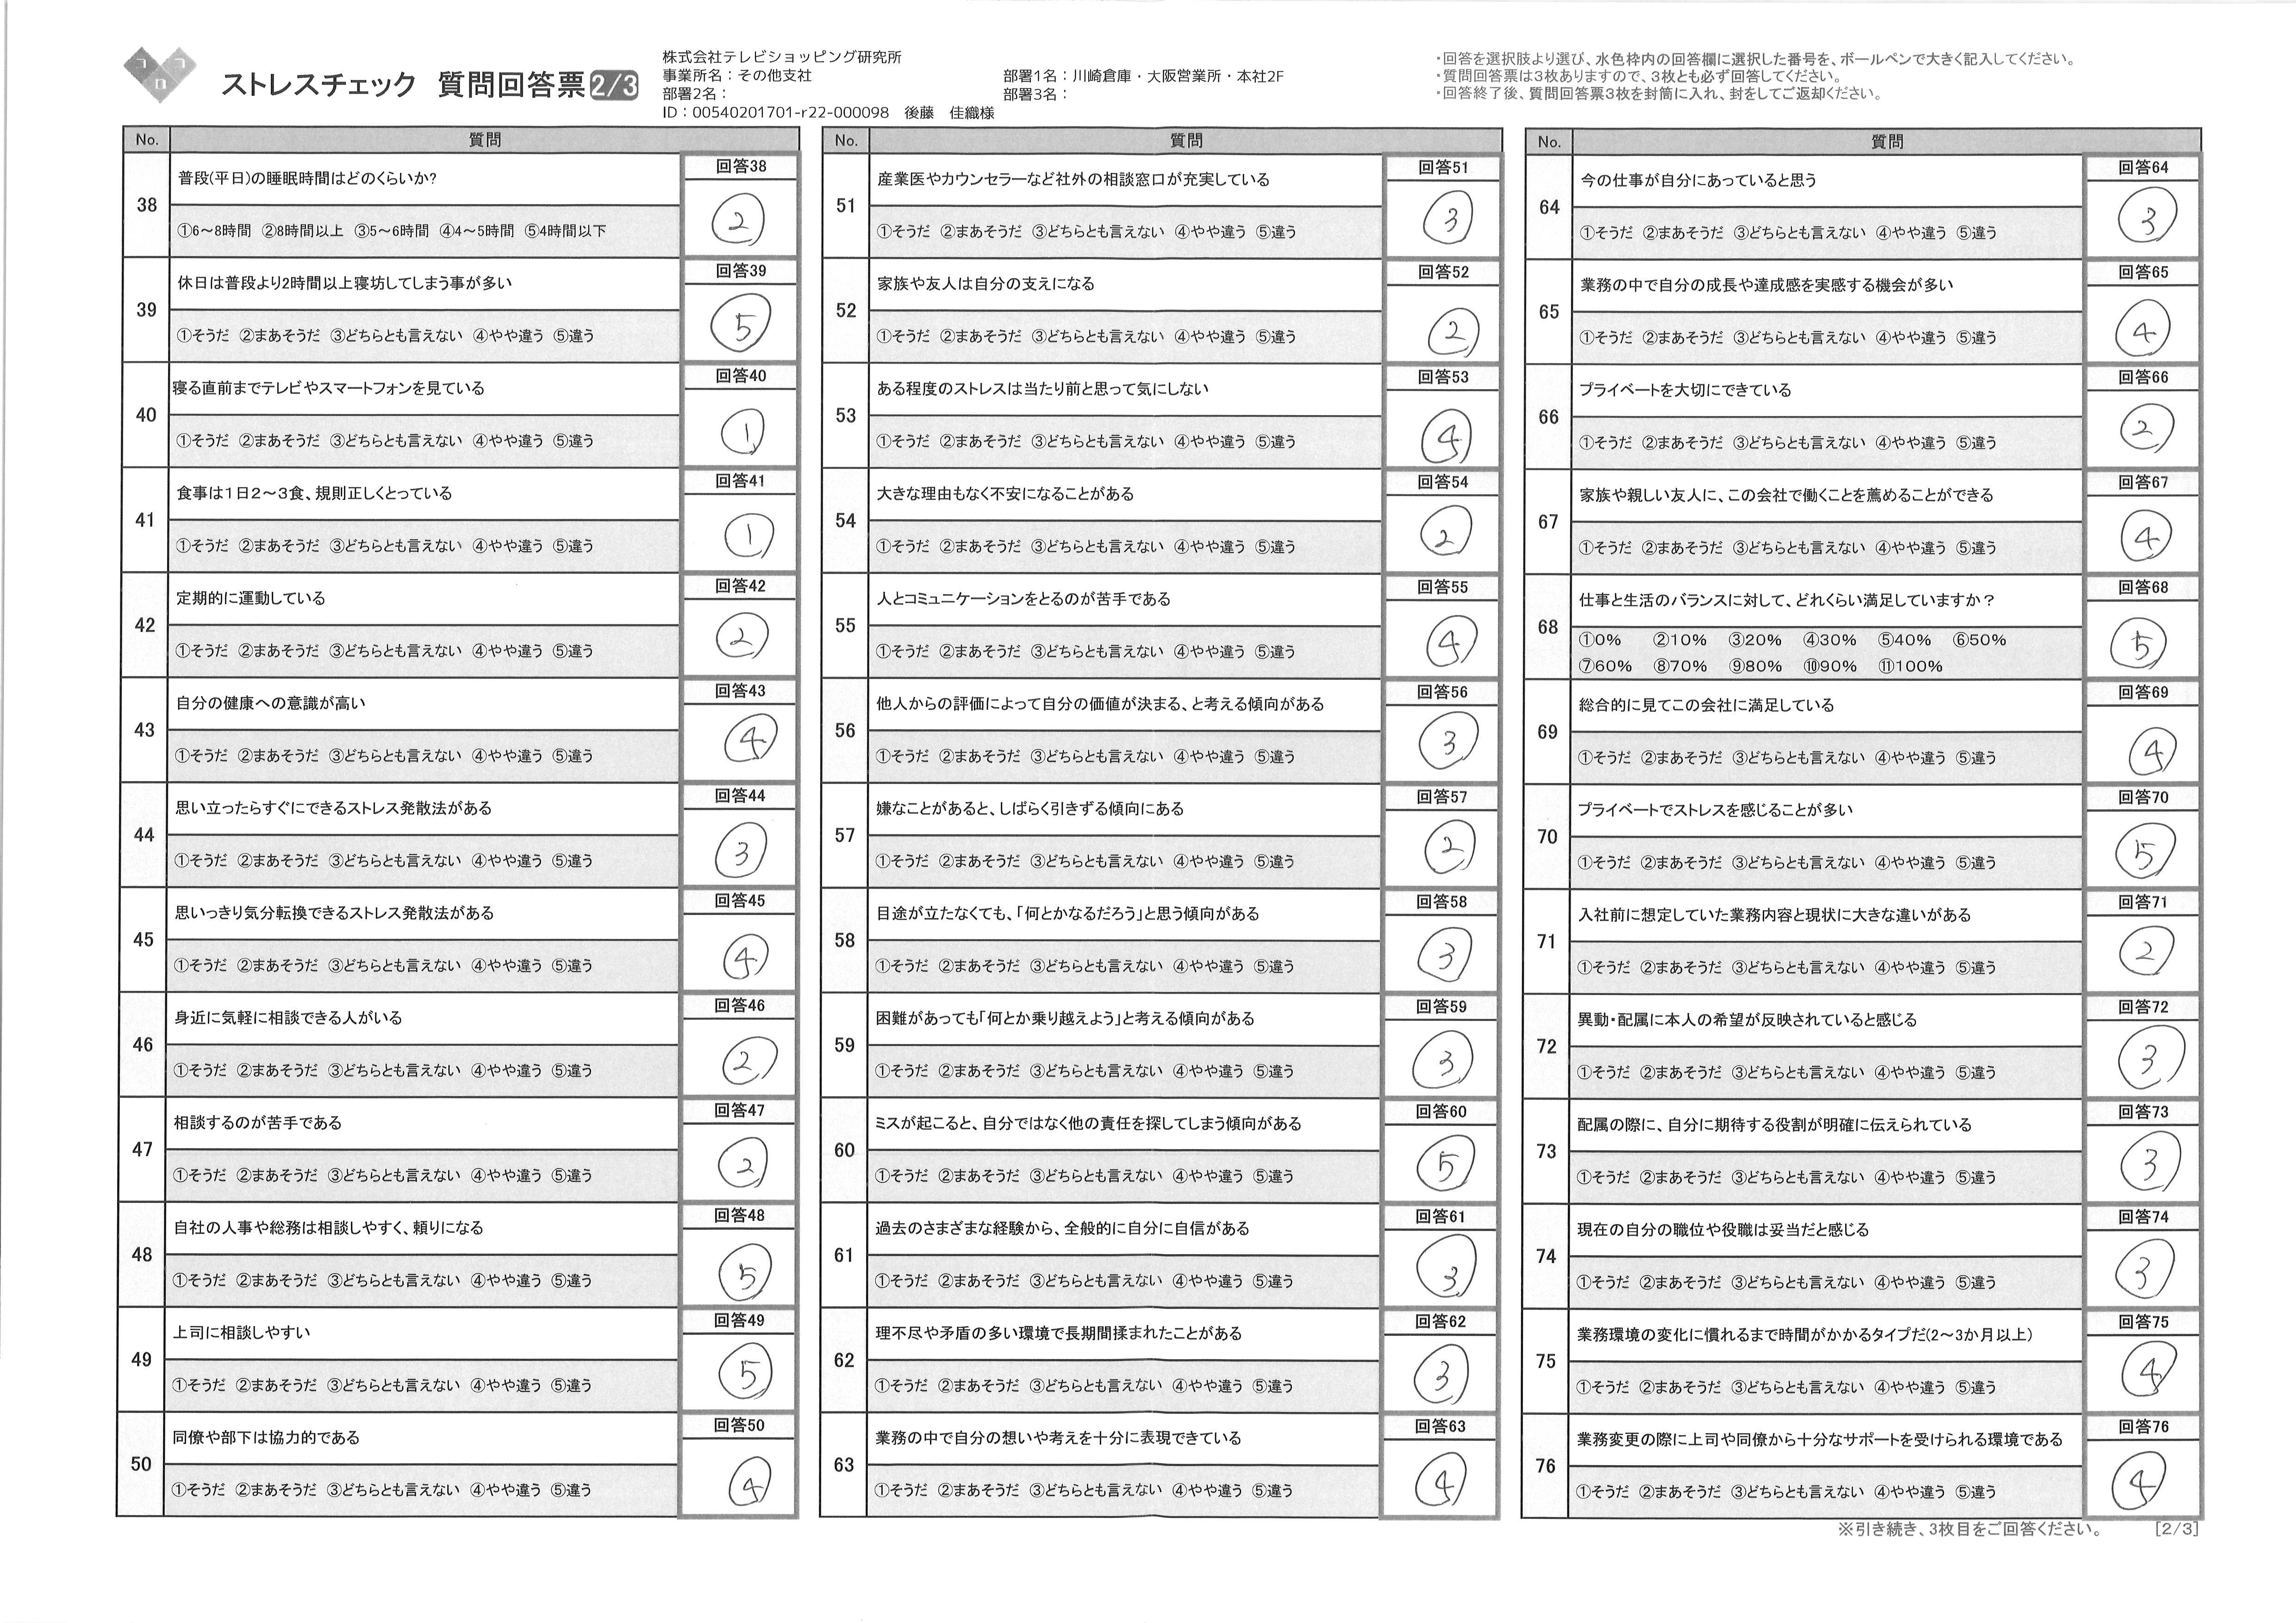 ストレスチェック 質問回答票 2/3
株式会社テレビショッピング研究所
事業所名:その他支社 部署1名:川崎倉庫・大阪営業所・本社2F
部署2名: 部署3名:
ID:00540201701-r22-000098 後藤 佳織様
・回答を選択肢より選び、水色枠内の回答欄に選択した番号を、ボールペンで大きく記入してください。
・質問回答票は3枚ありますので、3枚とも必ず回答してください。
・回答終了後、質問回答票3枚を封筒に入れ、封をしてご返却ください。
No. 質問
38 普段(平日)の睡眠時間はどのくらいか? 回答38
①6～8時間 ②8時間以上 ③5～6時間 ④4～5時間 ⑤4時間以下 ②
39 休日は普段より2時間以上寝坊してしまう事が多い 回答39
①そうだ ②まあそうだ ③どちらとも言えない ④やや違う ⑤違う ⑤
40 寝る直前までテレビやスマートフォンを見ている 回答40
①そうだ ②まあそうだ ③どちらとも言えない ④やや違う ⑤違う ①
41 食事は1日2～3食、規則正しくとっている 回答41
①そうだ ②まあそうだ ③どちらとも言えない ④やや違う ⑤違う ①
42 定期的に運動している 回答42
①そうだ ②まあそうだ ③どちらとも言えない ④やや違う ⑤違う ②
43 自分の健康への意識が高い 回答43
①そうだ ②まあそうだ ③どちらとも言えない ④やや違う ⑤違う ④
44 思い立ったらすぐにできるストレス発散法がある 回答44
①そうだ ②まあそうだ ③どちらとも言えない ④やや違う ⑤違う ③
45 思いっきり気分転換できるストレス発散法がある 回答45
①そうだ ②まあそうだ ③どちらとも言えない ④やや違う ⑤違う ④
46 身近に気軽に相談できる人がいる 回答46
①そうだ ②まあそうだ ③どちらとも言えない ④やや違う ⑤違う ②
47 相談するのが苦手である 回答47
①そうだ ②まあそうだ ③どちらとも言えない ④やや違う ⑤違う ②
48 自社の人事や総務は相談しやすく、頼りになる 回答48
①そうだ ②まあそうだ ③どちらとも言えない ④やや違う ⑤違う ⑤
49 上司に相談しやすい 回答49
①そうだ ②まあそうだ ③どちらとも言えない ④やや違う ⑤違う ⑤
50 同僚や部下は協力的である 回答50
①そうだ ②まあそうだ ③どちらとも言えない ④やや違う ⑤違う ④
No. 質問
51 産業医やカウンセラーなど社外の相談窓口が充実している 回答51
①そうだ ②まあそうだ ③どちらとも言えない ④やや違う ⑤違う ③
52 家族や友人は自分の支えになる 回答52
①そうだ ②まあそうだ ③どちらとも言えない ④やや違う ⑤違う ②
53 ある程度のストレスは当たり前と思って気にしない 回答53
①そうだ ②まあそうだ ③どちらとも言えない ④やや違う ⑤違う ④
54 大きな理由もなく不安になることがある 回答54
①そうだ ②まあそうだ ③どちらとも言えない ④やや違う ⑤違う ②
55 人とコミュニケーションをとるのが苦手である 回答55
①そうだ ②まあそうだ ③どちらとも言えない ④やや違う ⑤違う ④
56 他人からの評価によって自分の価値が決まる、と考える傾向がある 回答56
①そうだ ②まあそうだ ③どちらとも言えない ④やや違う ⑤違う ③
57 嫌なことがあると、しばらく引きずる傾向にある 回答57
①そうだ ②まあそうだ ③どちらとも言えない ④やや違う ⑤違う ②
58 目途が立たなくても、「何とかなるだろう」と思う傾向がある 回答58
①そうだ ②まあそうだ ③どちらとも言えない ④やや違う ⑤違う ③
59 困難があっても「何とか乗り越えよう」と考える傾向がある 回答59
①そうだ ②まあそうだ ③どちらとも言えない ④やや違う ⑤違う ③
60 ミスが起こると、自分ではなく他の責任を探してしまう傾向がある 回答60
①そうだ ②まあそうだ ③どちらとも言えない ④やや違う ⑤違う ⑤
61 過去のさまざまな経験から、全般的に自分に自信がある 回答61
①そうだ ②まあそうだ ③どちらとも言えない ④やや違う ⑤違う ③
62 理不尽や矛盾の多い環境で長期間揉まれたことがある 回答62
①そうだ ②まあそうだ ③どちらとも言えない ④やや違う ⑤違う ③
63 業務の中で自分の想いや考えを十分に表現できている 回答63
①そうだ ②まあそうだ ③どちらとも言えない ④やや違う ⑤違う ④
No. 質問
64 今の仕事が自分にあっていると思う 回答64
①そうだ ②まあそうだ ③どちらとも言えない ④やや違う ⑤違う ③
65 業務の中で自分の成長や達成感を実感する機会が多い 回答65
①そうだ ②まあそうだ ③どちらとも言えない ④やや違う ⑤違う ④
66 プライベートを大切にできている 回答66
①そうだ ②まあそうだ ③どちらとも言えない ④やや違う ⑤違う ②
67 家族や親しい友人に、この会社で働くことを薦めることができる 回答67
①そうだ ②まあそうだ ③どちらとも言えない ④やや違う ⑤違う ④
68 仕事と生活のバランスに対して、どれくらい満足していますか? 回答68
①0% ②10% ③20% ④30% ⑤40% ⑥50% ⑤
⑦60% ⑧70% ⑨80% ⑩90% ⑪100%
69 総合的に見てこの会社に満足している 回答69
①そうだ ②まあそうだ ③どちらとも言えない ④やや違う ⑤違う ④
70 プライベートでストレスを感じることが多い 回答70
①そうだ ②まあそうだ ③どちらとも言えない ④やや違う ⑤違う ⑤
71 入社前に想定していた業務内容と現状に大きな違いがある 回答71
①そうだ ②まあそうだ ③どちらとも言えない ④やや違う ⑤違う ②
72 異動・配属に本人の希望が反映されていると感じる 回答72
①そうだ ②まあそうだ ③どちらとも言えない ④やや違う ⑤違う ③
73 配属の際に、自分に期待する役割が明確に伝えられている 回答73
①そうだ ②まあそうだ ③どちらとも言えない ④やや違う ⑤違う ③
74 現在の自分の職位や役職は妥当だと感じる 回答74
①そうだ ②まあそうだ ③どちらとも言えない ④やや違う ⑤違う ③
75 業務環境の変化に慣れるまで時間がかかるタイプだ(2～3か月以上) 回答75
①そうだ ②まあそうだ ③どちらとも言えない ④やや違う ⑤違う ④
76 業務変更の際に上司や同僚から十分なサポートを受けられる環境である 回答76
①そうだ ②まあそうだ ③どちらとも言えない ④やや違う ⑤違う ④
※引き続き、3枚目をご回答ください。 [2/3]